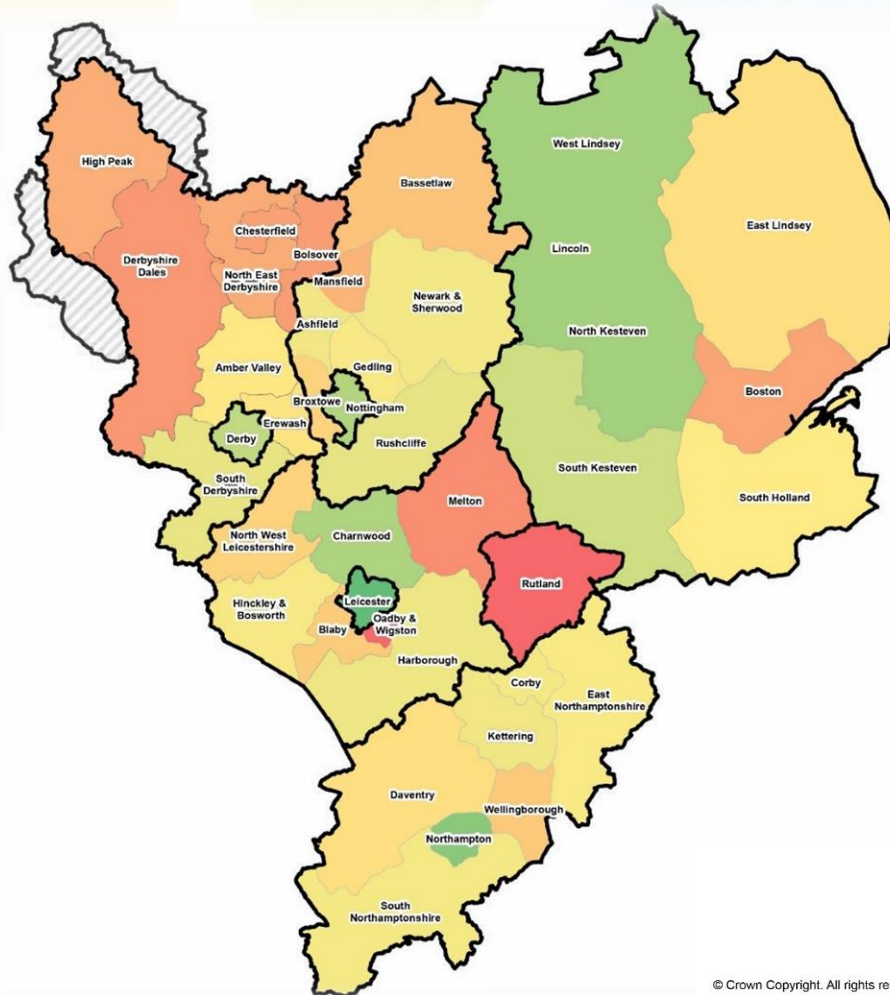 West Lindsey
High Peak
Bassetlaw
East Lindsey
Chesterfield
Lincoln
Bolsover
Derbyshire
Dales
North East
Derbyshire
Mansfield
Newark &
Sherwood
Ashfield
North Kesteven
Amber Valley
Gedling
Boston
Broxtowe
Nottingham
Erewash
Derby
Rushcliffe
South Kesteven
South
Derbyshire
South Holland
Melton
North West
Leicestershire
Charnwood
Rutland
Leicester
Hinckley &
Bosworth
Oadby &
Wigston
Blaby
Harborough
Corby
East
Northamptonshire
Kettering
Daventry
Wellingborough
Northampton
South
Northamptonshire
© Crown Copyright. All rights re